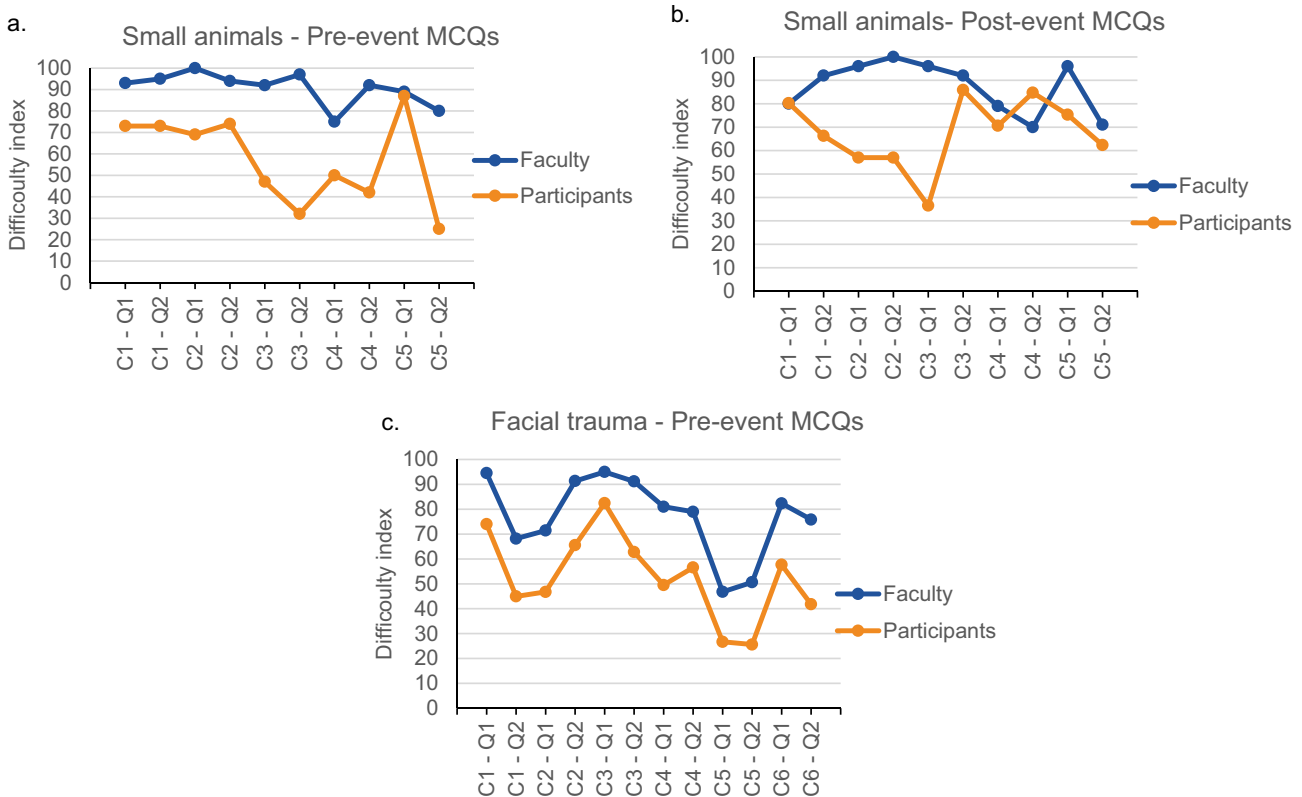 a.
Small animals - Pre-event MCQs
Difficoulty index
100
90
80
70
60
50
40
30
20
10
0
C1 - Q1
C1 - Q2
C2 - Q1
C2 - Q2
C3 - Q1
C3 - Q2
C4 - Q1
C4 - Q2
C5 - Q1
C5 - Q2
Faculty
Participants
b.
Small animals- Post-event MCQs
Difficoulty index
100
90
80
70
60
50
40
30
20
10
0
C1 - Q1
C1 - Q2
C2 - Q1
C2 - Q2
C3 - Q1
C3 - Q2
C4 - Q1
C4 - Q2
C5 - Q1
C5 - Q2
Faculty
Participants
c.
Facial trauma - Pre-event MCQs
Difficoulty index
100
90
80
70
60
50
40
30
20
10
0
C1 - Q1
C1 - Q2
C2 - Q1
C2 - Q2
C3 - Q1
C3 - Q2
C4 - Q1
C4 - Q2
C5 - Q1
C5 - Q2
C6 - Q1
C6 - Q2
Faculty
Participants